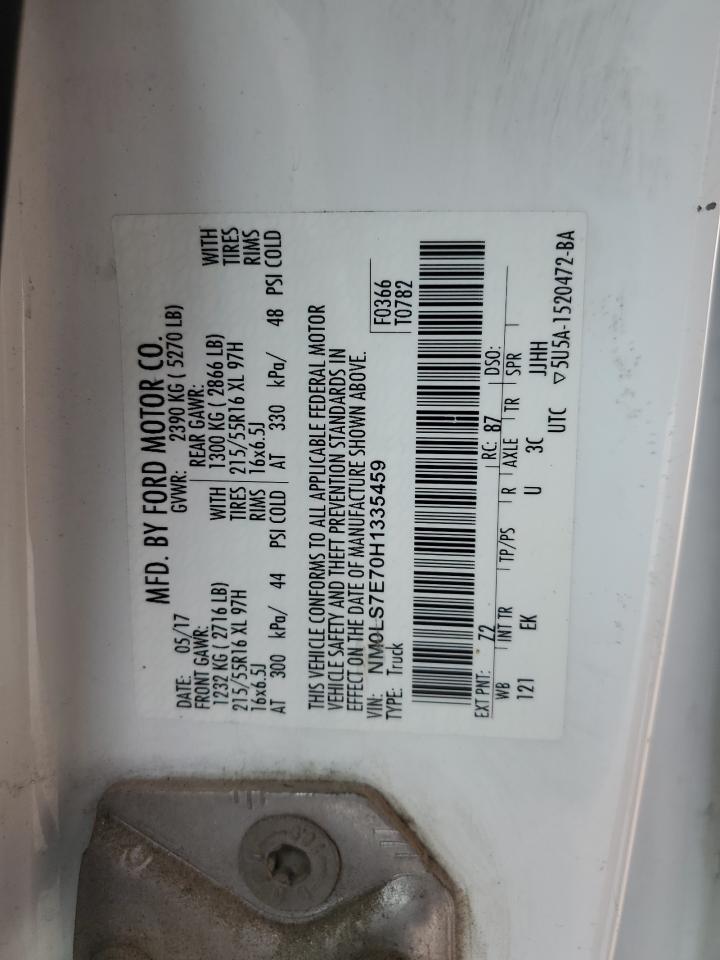 MFD. BY FORD MOTOR CO.
DATE: 05/17 GVWR: 2390 KG ( 5270 LB)
FRONT GAWR: REAR GAWR:
1232 KG ( 2716 LB) WITH 1300 KG ( 2866 LB) WITH
215/55R16 XL 97H TIRES 215/55R16 XL 97H TIRES
16x6.5J RIMS 16x6.5J RIMS
AT 300 kPa/ 44 PSI COLD AT 330 kPa/ 48 PSI COLD
THIS VEHICLE CONFORMS TO ALL APPLICABLE FEDERAL MOTOR
VEHICLE SAFETY AND THEFT PREVENTION STANDARDS IN
EFFECT ON THE DATE OF MANUFACTURE SHOWN ABOVE.
VIN: NM0LS7E70H1335459 F0366
TYPE: Truck T0782
EXT PNT: Z2 RC: B7 DSO:
WB INT TR TP/PS R AXLE TR SPR
121 EK U 3C JJHH
UTC ▽5U5A-1520472-BA